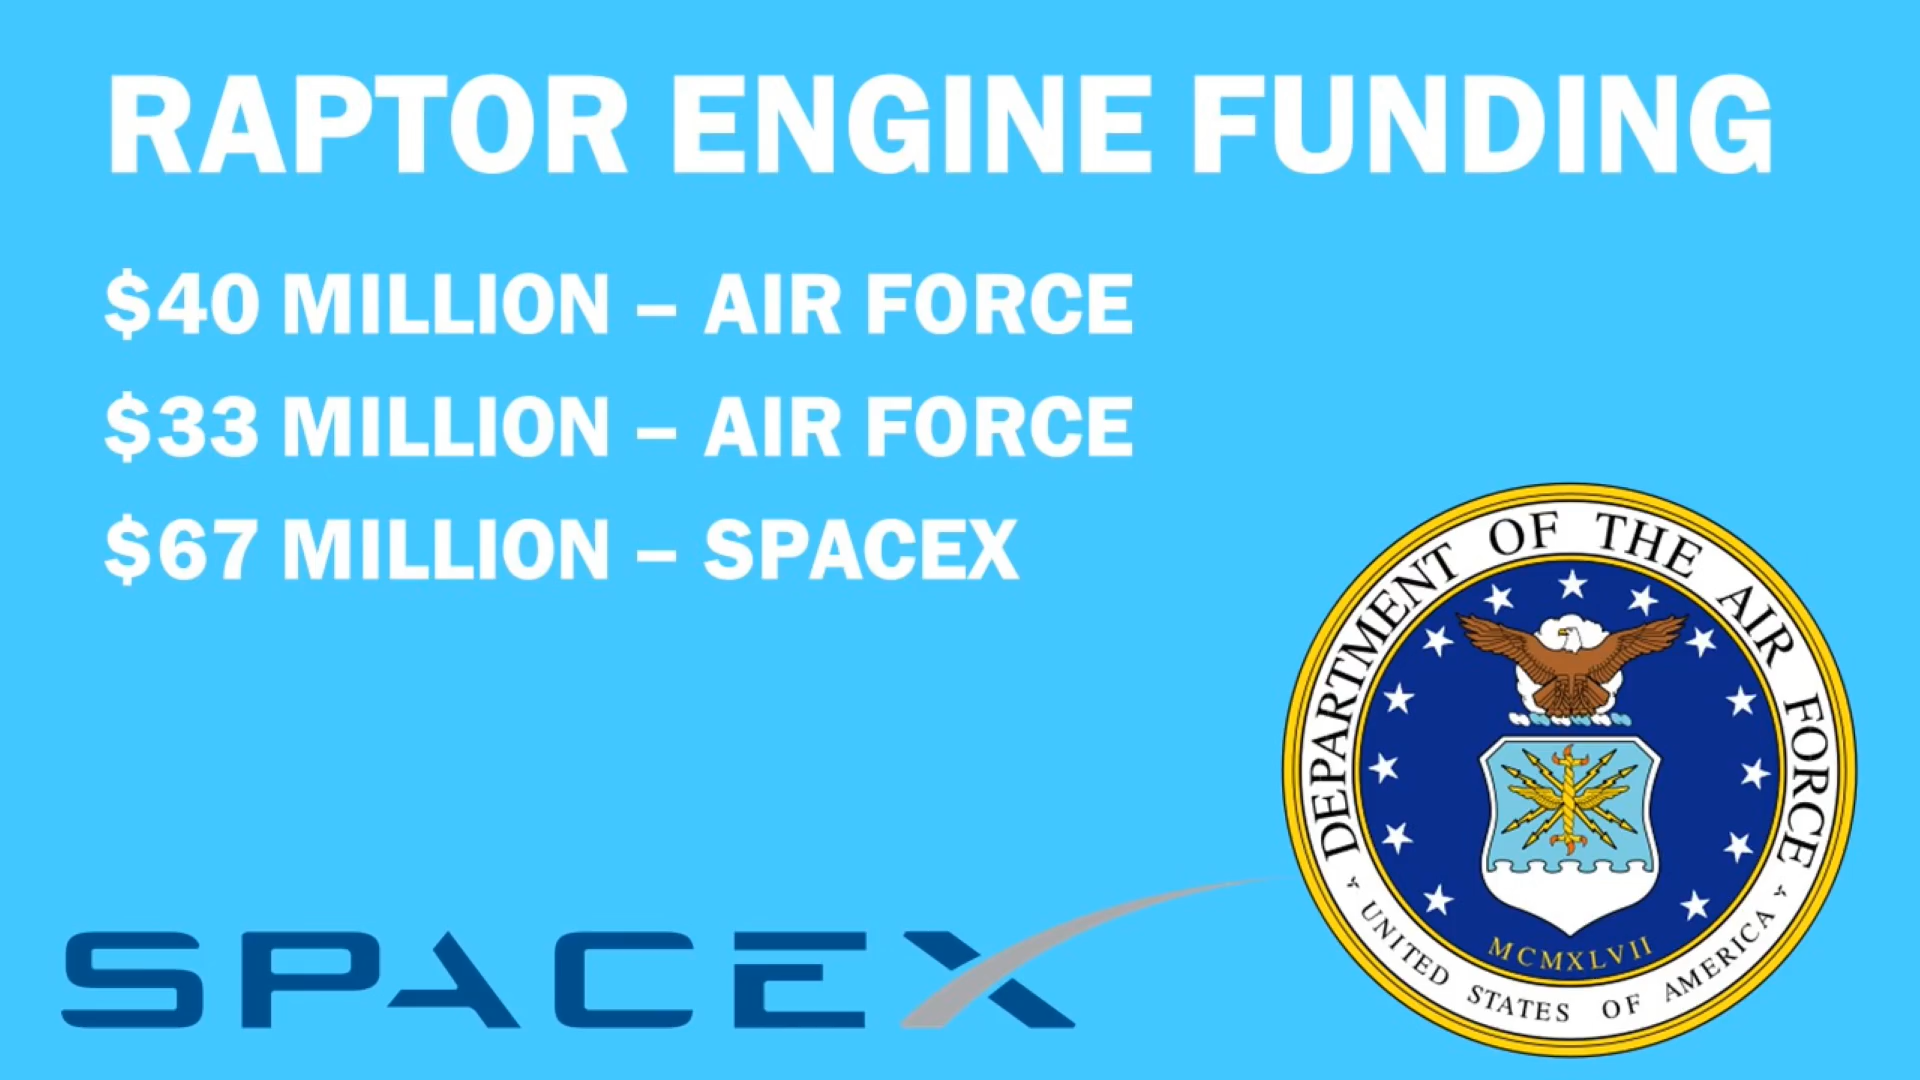 RAPTOR ENGINE FUNDING
$40 MILLION – AIR FORCE
$33 MILLION – AIR FORCE
$67 MILLION – SPACEX
SPACEX
DEPARTMENT OF THE AIR FORCE
MCMXLVII
UNITED STATES OF AMERICA